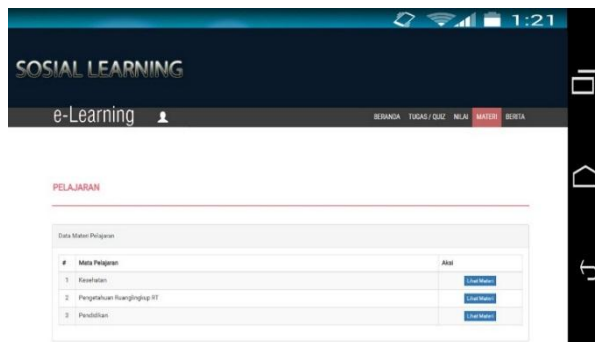 1:21
SOSIAL LEARNING
e-Learning
BERANDA TUGAS / QUIZ NILAI MATERI BERITA
PELAJARAN
Data Materi Pelajaran
# Mata Pelajaran Aksi
1 Kesehatan Lihat Materi
2 Pengetahuan Ruanglingkup RT Lihat Materi
3 Pendidikan Lihat Materi